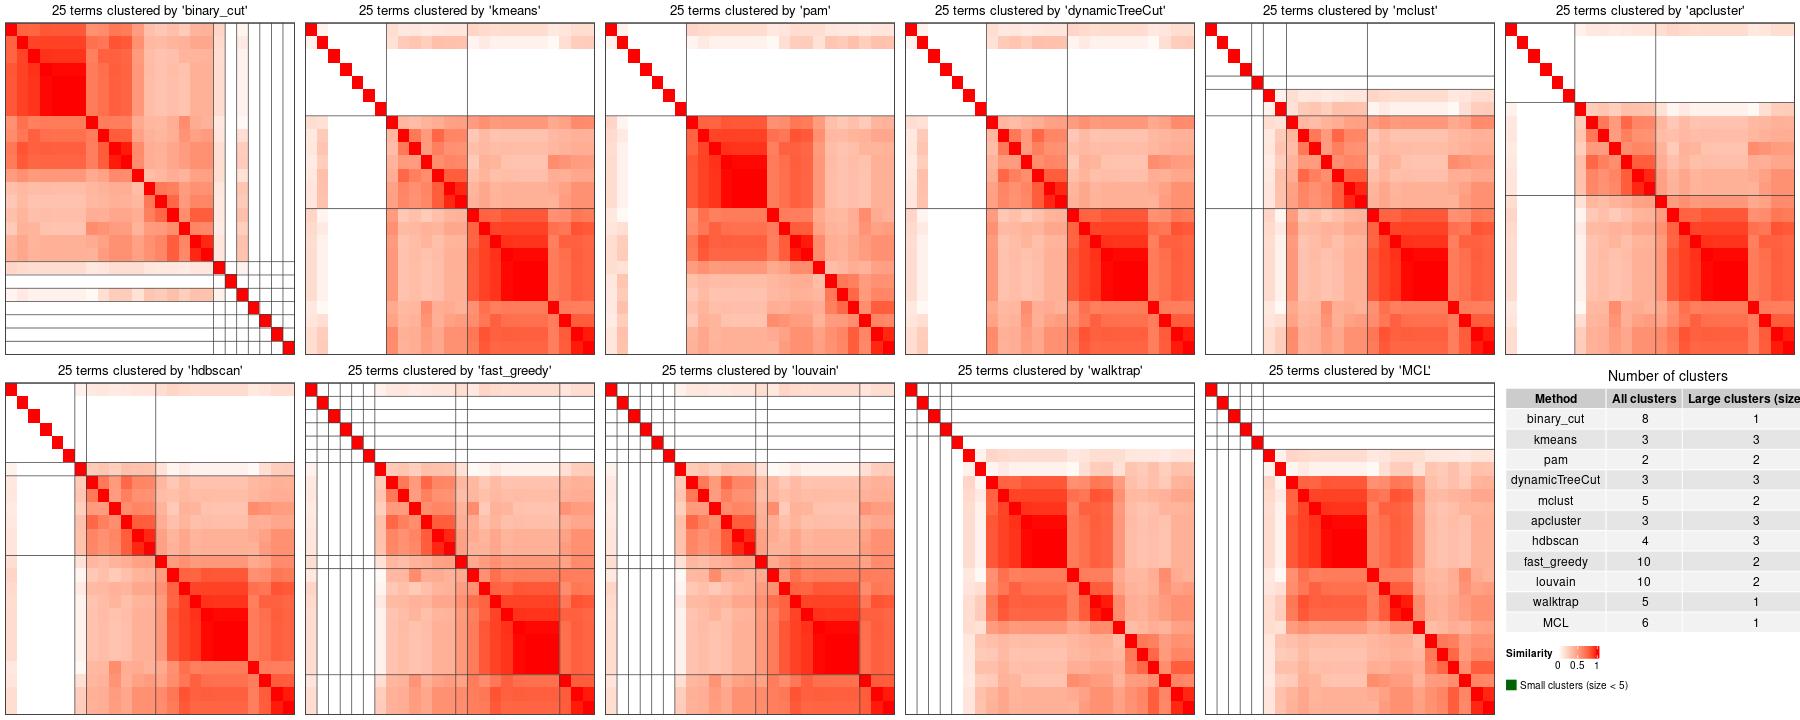 25 terms clustered by 'binary_cut'
25 terms clustered by 'kmeans'
25 terms clustered by 'pam'
25 terms clustered by 'dynamicTreeCut'
25 terms clustered by 'mclust'
25 terms clustered by 'apcluster'
25 terms clustered by 'hdbscan'
25 terms clustered by 'fast_greedy'
25 terms clustered by 'louvain'
25 terms clustered by 'walktrap'
25 terms clustered by 'MCL'
Number of clusters
Method All clusters Large clusters (size
binary_cut 8 1
kmeans 3 3
pam 2 2
dynamicTreeCut 3 3
mclust 5 2
apcluster 3 3
hdbscan 4 3
fast_greedy 10 2
louvain 10 2
walktrap 5 1
MCL 6 1
Similarity
0 0.5 1
Small clusters (size < 5)